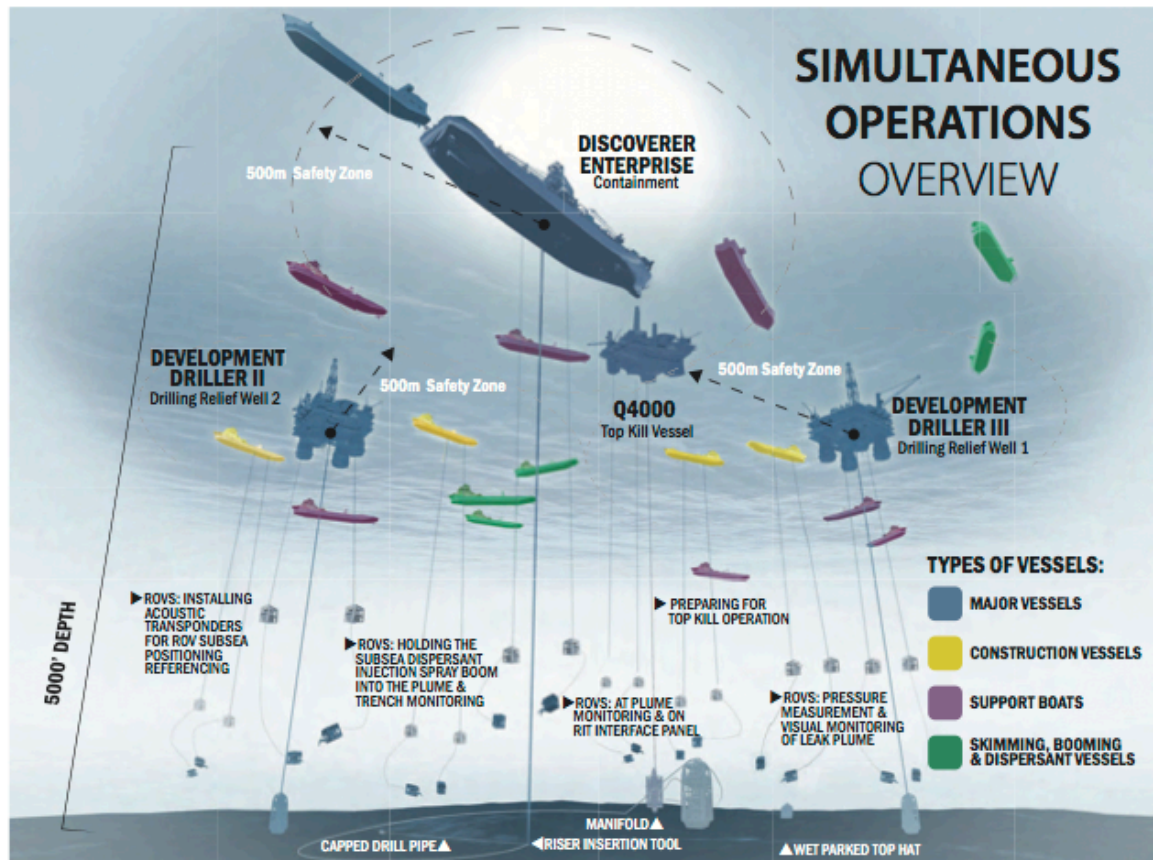 SIMULTANEOUS
OPERATIONS
OVERVIEW
DISCOVERER
ENTERPRISE
Containment
500m Safety Zone
DEVELOPMENT
DRILLER II
Drilling Relief Well 2
500m Safety Zone
Q4000
Top Kill Vessel
500m Safety Zone
DEVELOPMENT
DRILLER III
Drilling Relief Well 1
5000' DEPTH
▶ROVS: INSTALLING
ACOUSTIC
TRANSPONDERS
FOR ROV SUBSEA
POSITIONING
REFERENCING
▶ROVS: HOLDING THE
SUBSEA DISPERSANT
INJECTION SPRAY BOOM
INTO THE PLUME &
TRENCH MONITORING
▶ROVS: AT PLUME
MONITORING & ON
RIT INTERFACE PANEL
▶ PREPARING FOR
TOP KILL OPERATION
▶ROVS: PRESSURE
MEASUREMENT &
VISUAL MONITORING
OF LEAK PLUME
TYPES OF VESSELS:
MAJOR VESSELS
CONSTRUCTION VESSELS
SUPPORT BOATS
SKIMMING, BOOMING
& DISPERSANT VESSELS
CAPPED DRILL PIPE▲
◀RISER INSERTION TOOL
MANIFOLD▲
▲WET PARKED TOP HAT